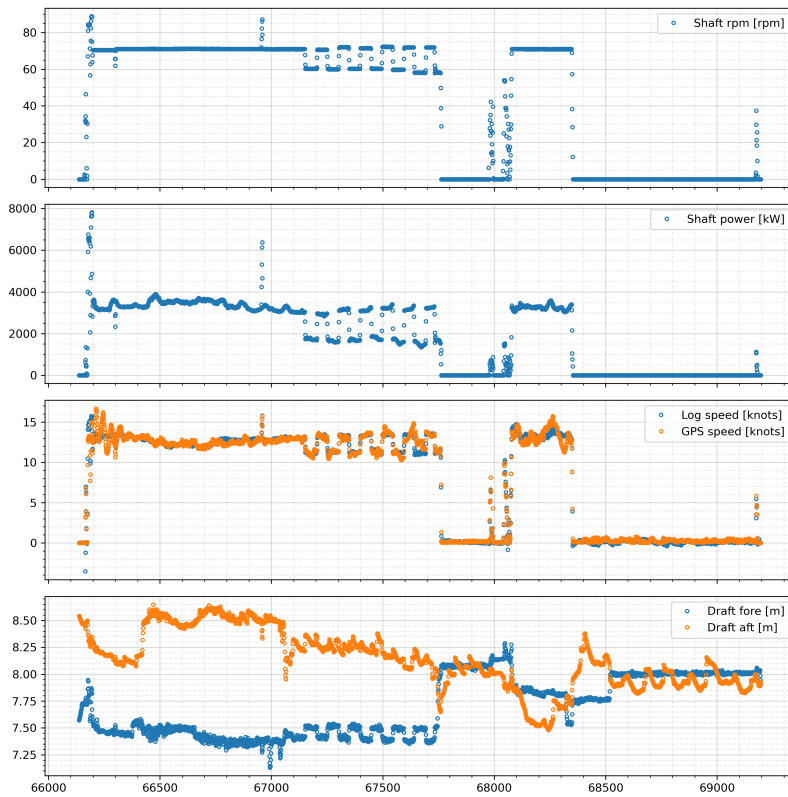 80
60
40
20
0
Shaft rpm [rpm]
8000
6000
4000
2000
0
Shaft power [kW]
15
10
5
0
Log speed [knots]
GPS speed [knots]
8.50
8.25
8.00
7.75
7.50
7.25
Draft fore [m]
Draft aft [m]
66000 66500 67000 67500 68000 68500 69000